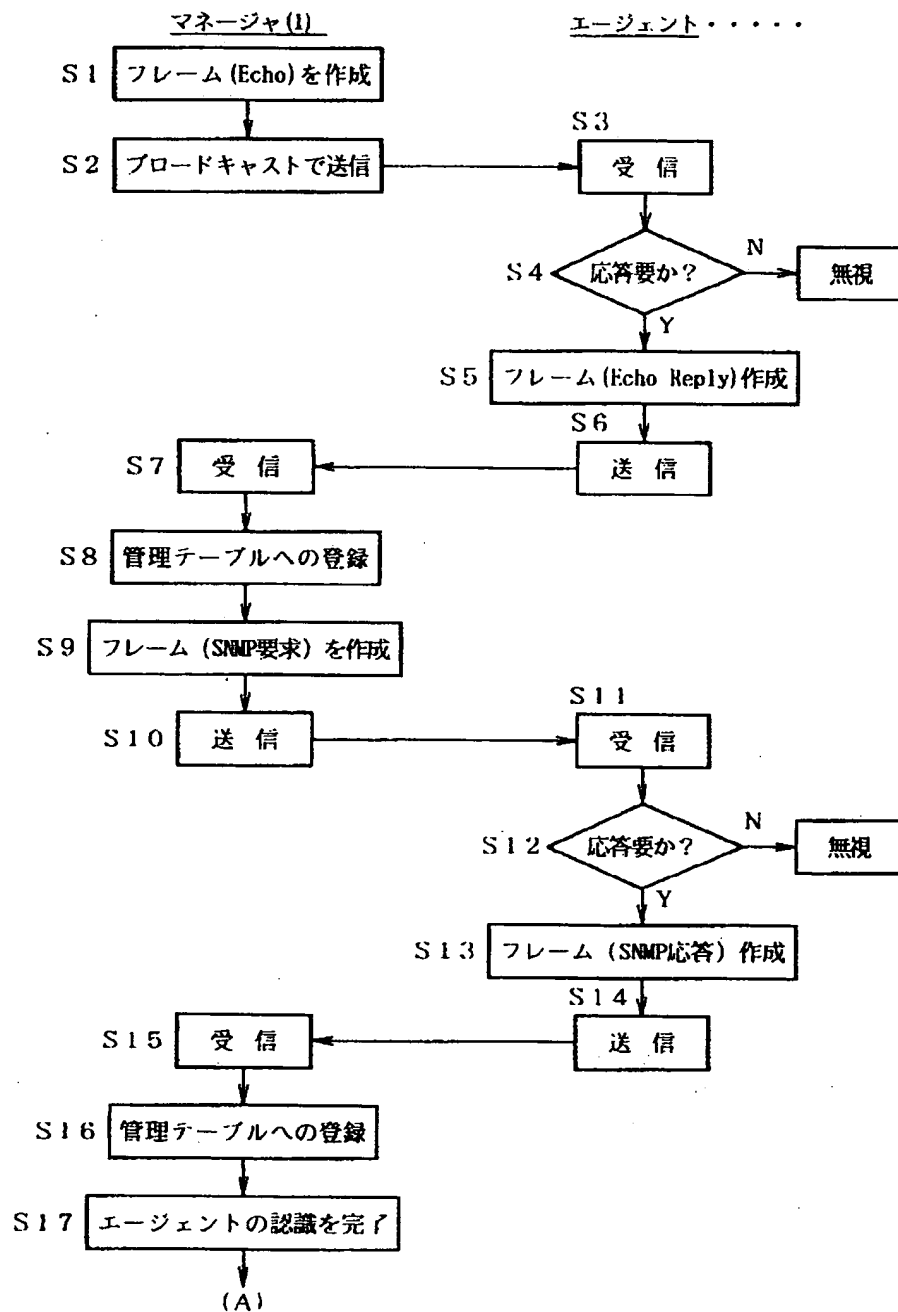 マネージャ(1)
エージェント・・・・・
S1 フレーム(Echo)を作成
S2 ブロードキャストで送信
S3
受 信
S4 応答要か?
N
無視
Y
S5 フレーム(Echo Reply)作成
S6
送 信
S7 受 信
S8 管理テーブルへの登録
S9 フレーム(SNMP要求)を作成
S10 送 信
S11
受 信
S12 応答要か?
N
無視
Y
S13 フレーム(SNMP応答)作成
S14
送 信
S15 受 信
S16 管理テーブルへの登録
S17 エージェントの認識を完了
(A)